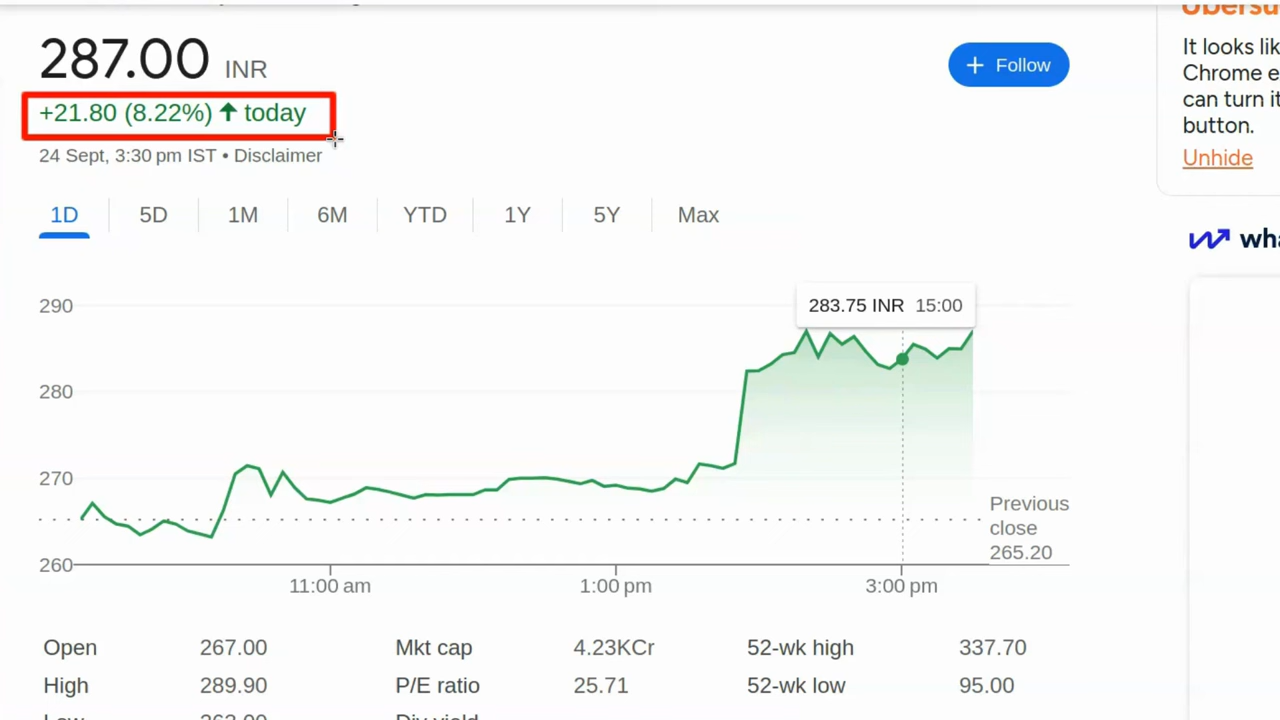 287.00 INR
+ Follow
+21.80 (8.22%) ↑ today
24 Sept, 3:30 pm IST • Disclaimer
1D 5D 1M 6M YTD 1Y 5Y Max
283.75 INR 15:00
290
280
270
260
Previous
close
265.20
11:00 am 1:00 pm 3:00 pm
Open 267.00 Mkt cap 4.23KCr 52-wk high 337.70
High 289.90 P/E ratio 25.71 52-wk low 95.00
It looks lik
Chrome e
can turn it
button.
Unhide
wha